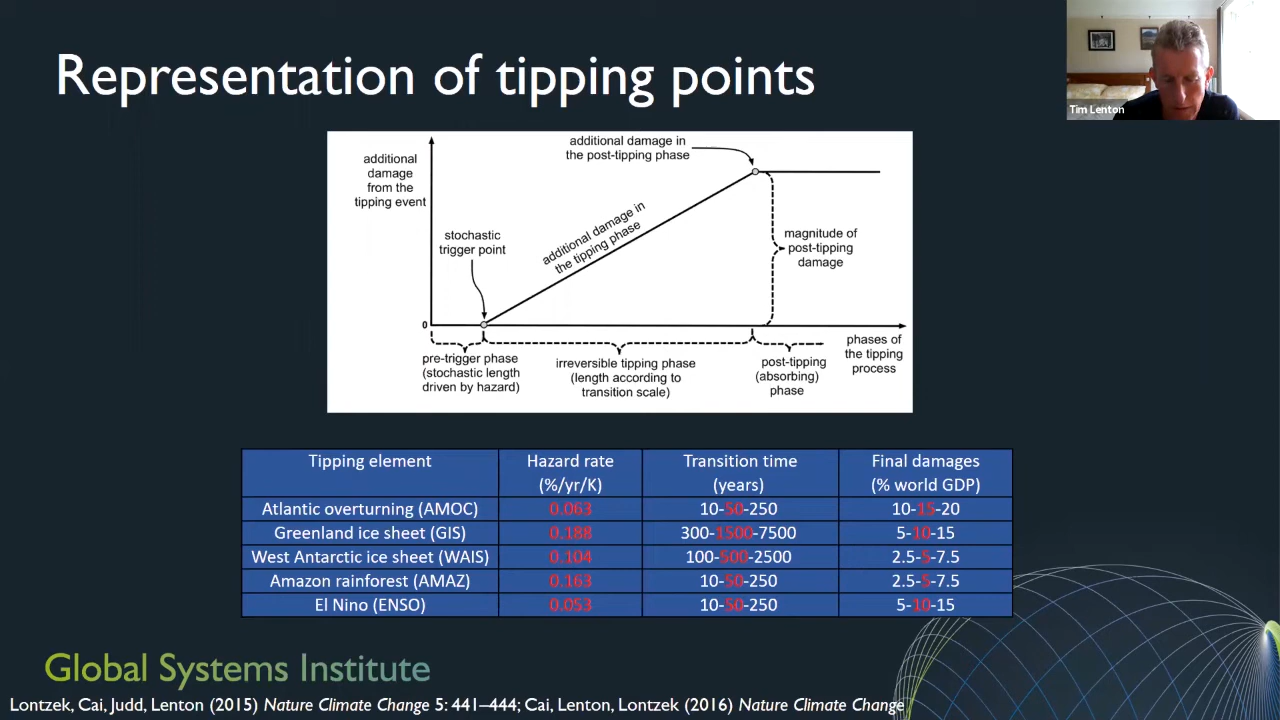 Representation of tipping points
Tim Lenton
additional
damage
from the
tipping event
additional damage in
the post-tipping phase
stochastic
trigger point
additional damage in
the tipping phase
magnitude of
post-tipping
damage
0
pre-trigger phase
(stochastic length
driven by hazard)
irreversible tipping phase
(length according to
transition scale)
post-tipping
(absorbing)
phase
phases of
the tipping
process
Tipping element Hazard rate Transition time Final damages
(%/yr/K) (years) (% world GDP)
Atlantic overturning (AMOC) 0.063 10-50-250 10-15-20
Greenland ice sheet (GIS) 0.188 300-1500-7500 5-10-15
West Antarctic ice sheet (WAIS) 0.104 100-500-2500 2.5-5-7.5
Amazon rainforest (AMAZ) 0.163 10-50-250 2.5-5-7.5
El Nino (ENSO) 0.053 10-50-250 5-10-15
Global Systems Institute
Lontzek, Cai, Judd, Lenton (2015) Nature Climate Change 5: 441–444; Cai, Lenton, Lontzek (2016) Nature Climate Change